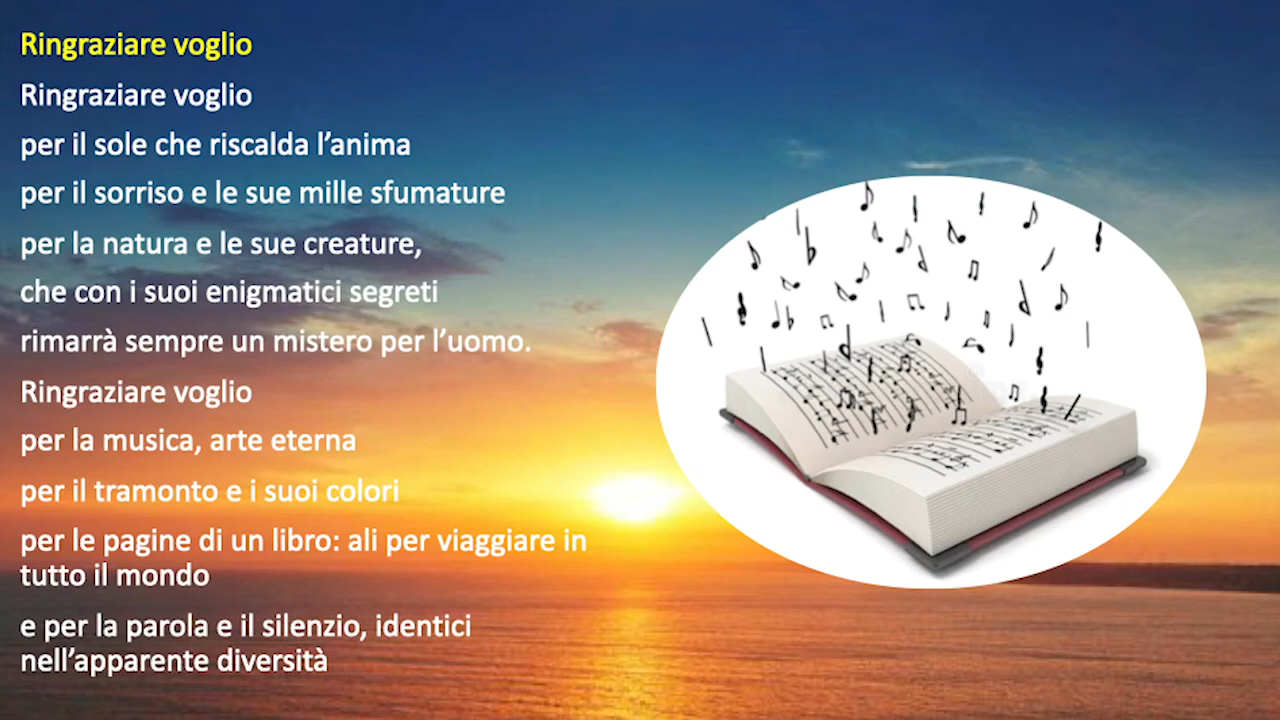 Ringraziare voglio
Ringraziare voglio
per il sole che riscalda l’anima
per il sorriso e le sue mille sfumature
per la natura e le sue creature,
che con i suoi enigmatici segreti
rimarrà sempre un mistero per l’uomo.
Ringraziare voglio
per la musica, arte eterna
per il tramonto e i suoi colori
per le pagine di un libro: ali per viaggiare in
tutto il mondo
e per la parola e il silenzio, identici
nell’apparente diversità